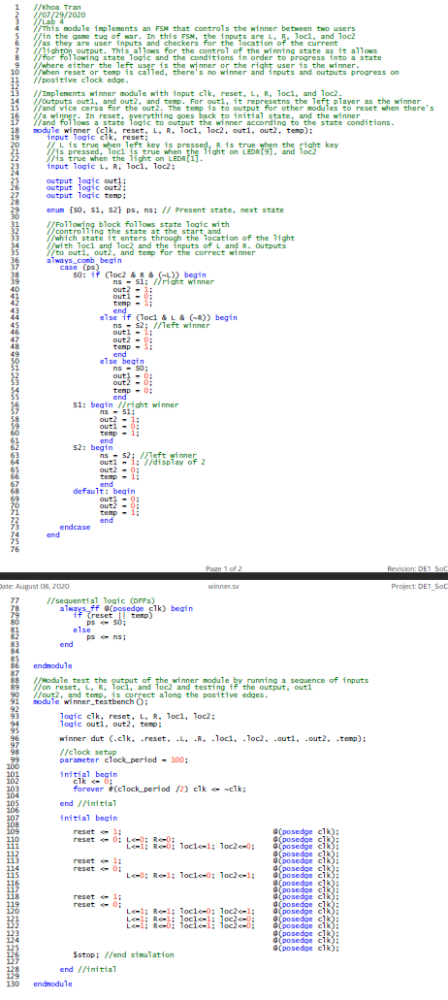 1 //Khoa Tran
2 //07/29/2020
3 //Lab 4
4 //This module implements an FSM that controls the winner between two users
5 //in the game tug of war. In this FSM, the inputs are L, R, loc1, and loc2
6 //as they are user inputs and checkers for the location of the current
7 //lightOn output. This allows for the control of the winning state as it allows
8 //for following state logic and the conditions in order to progress into a state
9 //where either the left user is the winner or the right user is the winner.
10 //When reset or temp is called, there's no winner and inputs and outputs progress on
11 //positive clock edge.
12
13 //Implements winner module with input clk, reset, L, R, loc1, and loc2.
14 //Outputs out1, and out2, and temp. For out1, it represetns the left player as the winner
15 //and vice versa for the out2. The temp is to output for other modules to reset when there's
16 //a winner. In reset, everything goes back to initial state, and the winner
17 //and follows a state logic to output the winner according to the state conditions.
18 module winner (clk, reset, L, R, loc1, loc2, out1, out2, temp);
19 input logic clk, reset;
20 // L is true when left key is pressed, R is true when the right key
21 //is pressed, loc1 is true when the light on LEDR[9], and loc2
22 //is true when the light on LEDR[1].
23 input logic L, R, loc1, loc2;
24
25 output logic out1;
26 output logic out2;
27 output logic temp;
28
29 enum {S0, S1, S2} ps, ns; // Present state, next state
30
31 //Following block follows state logic with
32 //controlling the state at the start and
33 //which state it enters through the location of the light
34 //with loc1 and loc2 and the inputs of L and R. Outputs
35 //to out1, out2, and temp for the correct winner
36 always_comb begin
37 case (ps)
38 S0: if (loc2 & R & (~L)) begin
39 ns = S1; //right winner
40 out2 = 1;
41 out1 = 0;
42 temp = 1;
43 end
44 else if (loc1 & L & (~R)) begin
45 ns = S2; //left winner
46 out1 = 1;
47 out2 = 0;
48 temp = 1;
49 end
50 else begin
51 ns = S0;
52 out1 = 0;
53 out2 = 0;
54 temp = 0;
55 end
56 S1: begin //right winner
57 ns = S1;
58 out2 = 1;
59 out1 = 0;
60 temp = 1;
61 end
62 S2: begin
63 ns = S2; //left winner
64 out1 = 1; //display of 2
65 out2 = 0;
66 temp = 1;
67 end
68 default: begin
69 out1 = 0;
70 out2 = 0;
71 temp = 1;
72 end
73 endcase
74 end
75
76
Page 1 of 2 Revision: DE1_SoC
Date: August 08, 2020 winner.sv Project: DE1_SoC
77 //sequential logic (DFFs)
78 always_ff @(posedge clk) begin
79 if (reset || temp)
80 ps <= S0;
81 else
82 ps <= ns;
83 end
84
85
86 endmodule
87
88 //Module test the output of the winner module by running a sequence of inputs
89 //on reset, L, R, loc1, and loc2 and testing if the output, out1
90 //out2, and temp, is correct along the positive edges.
91 module winner_testbench();
92
93 logic clk, reset, L, R, loc1, loc2;
94 logic out1, out2, temp;
95
96 winner dut (.clk, .reset, .L, .R, .loc1, .loc2, .out1, .out2, .temp);
97
98 //clock setup
99 parameter clock_period = 100;
100
101 initial begin
102 clk <= 0;
103 forever #(clock_period /2) clk <= ~clk;
104
105 end //initial
106
107 initial begin
108
109 reset <= 1; @(posedge clk);
110 reset <= 0; L<=0; R<=0; @(posedge clk);
111 L<=1; R<=0; loc1<=1; loc2<=0; @(posedge clk);
112 @(posedge clk);
113 reset <= 1; @(posedge clk);
114 reset <= 0; @(posedge clk);
115 L<=0; R<=1; loc1<=0; loc2<=1; @(posedge clk);
116 @(posedge clk);
117 @(posedge clk);
118 reset <= 1; @(posedge clk);
119 reset <= 0; @(posedge clk);
120 L<=1; R<=1; loc1<=0; loc2<=1; @(posedge clk);
121 L<=1; R<=1; loc1<=1; loc2<=0; @(posedge clk);
122 L<=1; R<=0; loc1<=1; loc2<=0; @(posedge clk);
123 @(posedge clk);
124 @(posedge clk);
125 @(posedge clk);
126 $stop; //end simulation
127
128 end //initial
129
130 endmodule